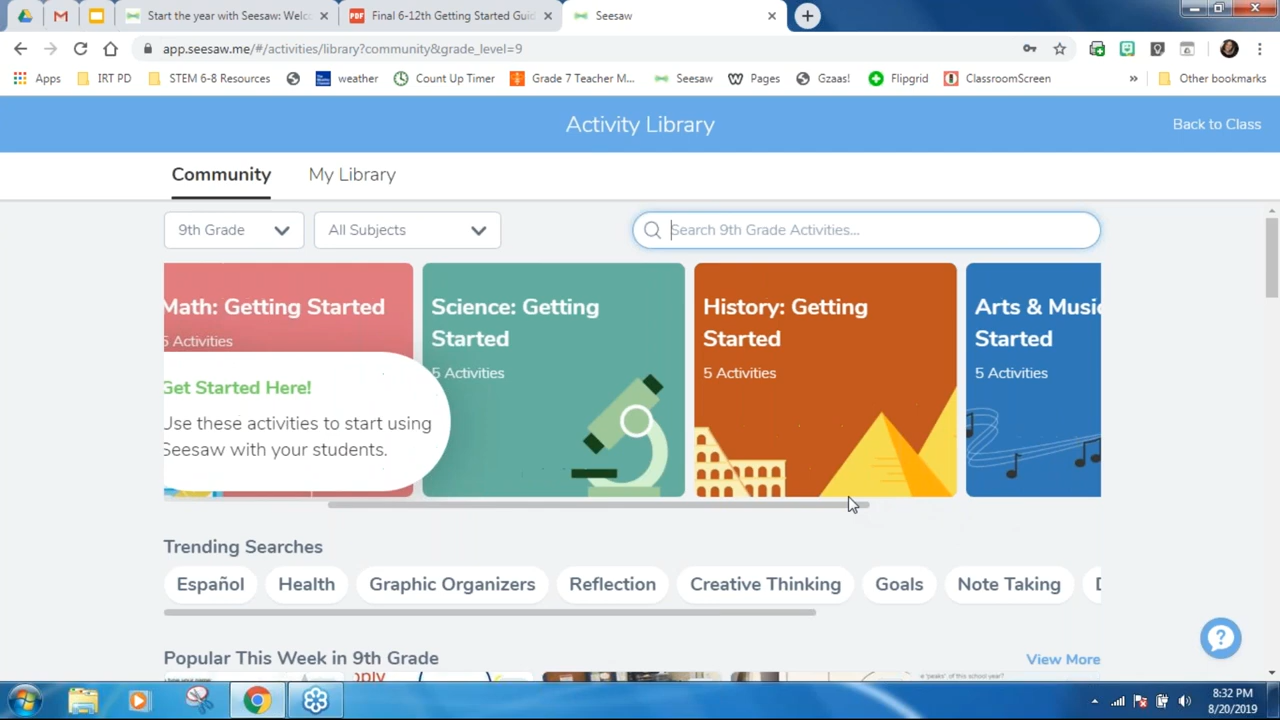 Start the year with Seesaw: Welc
Final 6-12th Getting Started Guid
Seesaw
app.seesaw.me/#/activities/library?community&grade_level=9
Apps
IRT PD
STEM 6-8 Resources
weather
Count Up Timer
Grade 7 Teacher M...
Seesaw
Pages
Gzaas!
Flipgrid
ClassroomScreen
»
Other bookmarks
Activity Library
Back to Class
Community
My Library
9th Grade
All Subjects
Search 9th Grade Activities...
Math: Getting Started
5 Activities
Get Started Here!
Use these activities to start using
Seesaw with your students.
Science: Getting
Started
5 Activities
History: Getting
Started
5 Activities
Arts & Music
Started
5 Activities
Trending Searches
Español
Health
Graphic Organizers
Reflection
Creative Thinking
Goals
Note Taking
Popular This Week in 9th Grade
View More
8:32 PM
8/20/2019